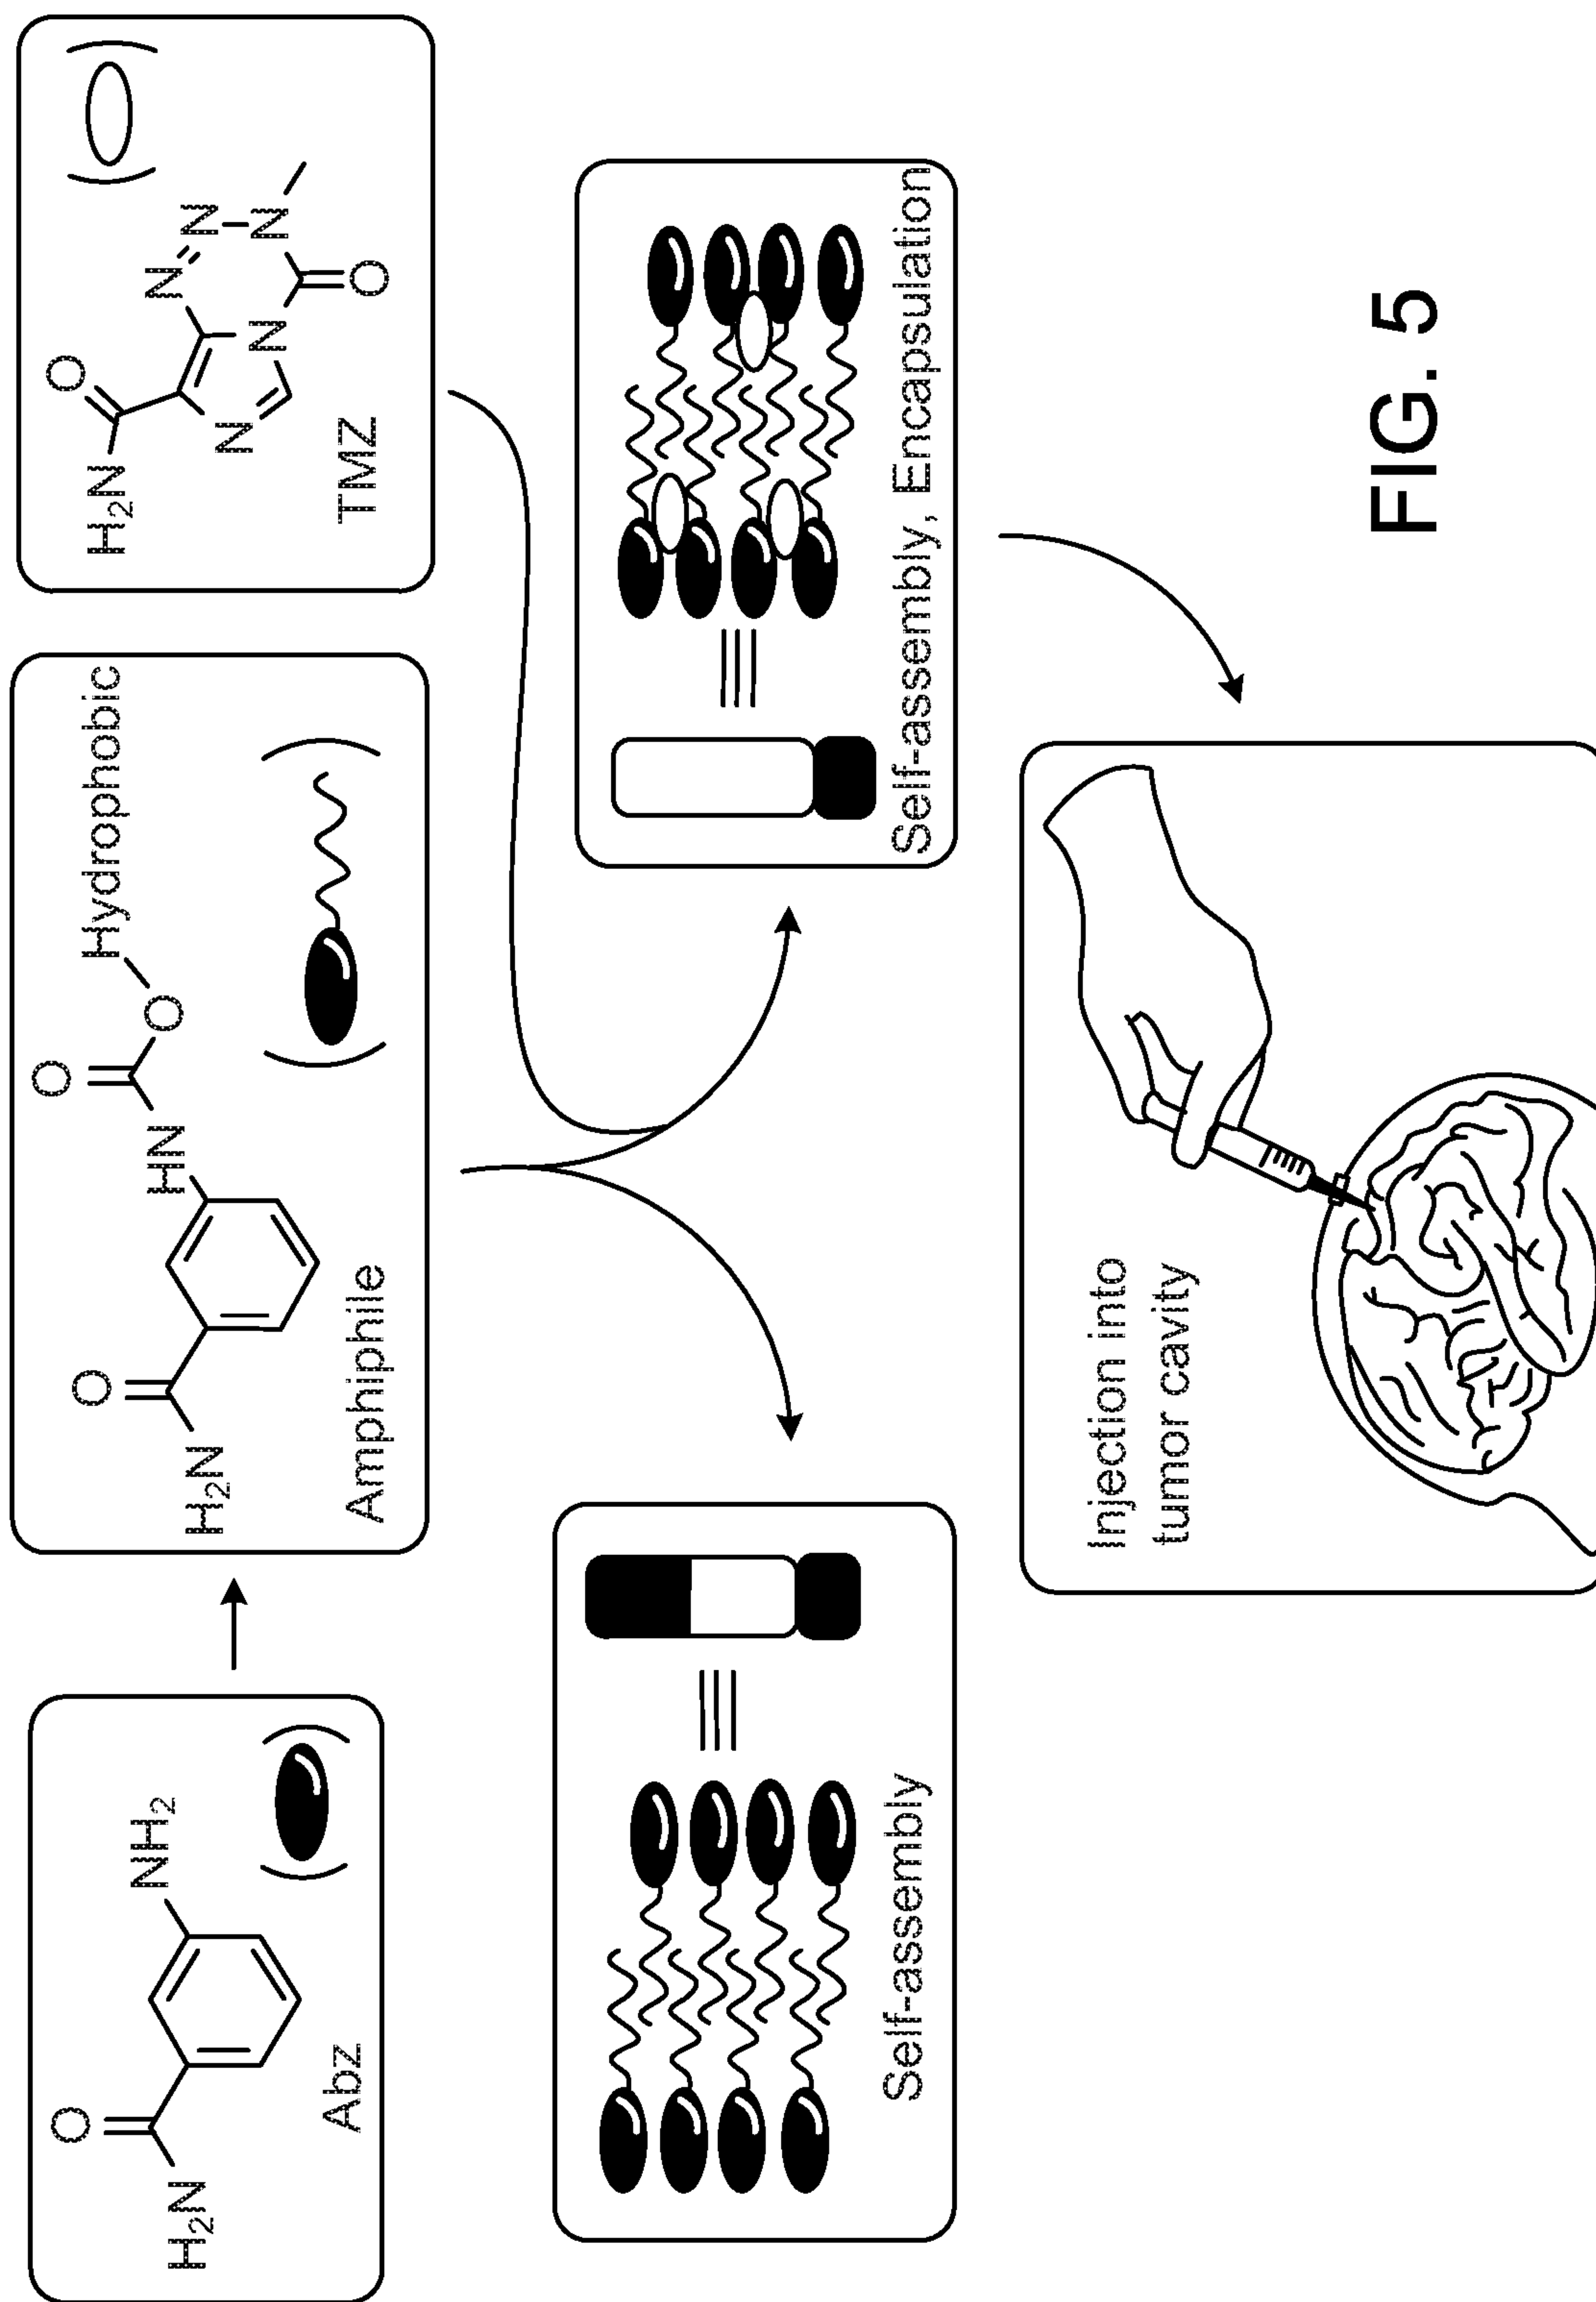 O
H₂N
NH₂
Abz
O
H₂N
HN
O
O
Hydrophobic
Amphiphile
H₂N
O
N
N
N
N
N
O
TMZ
Self-assembly
Self-assembly, Encapsulation
Injection into
tumor cavity
FIG. 5